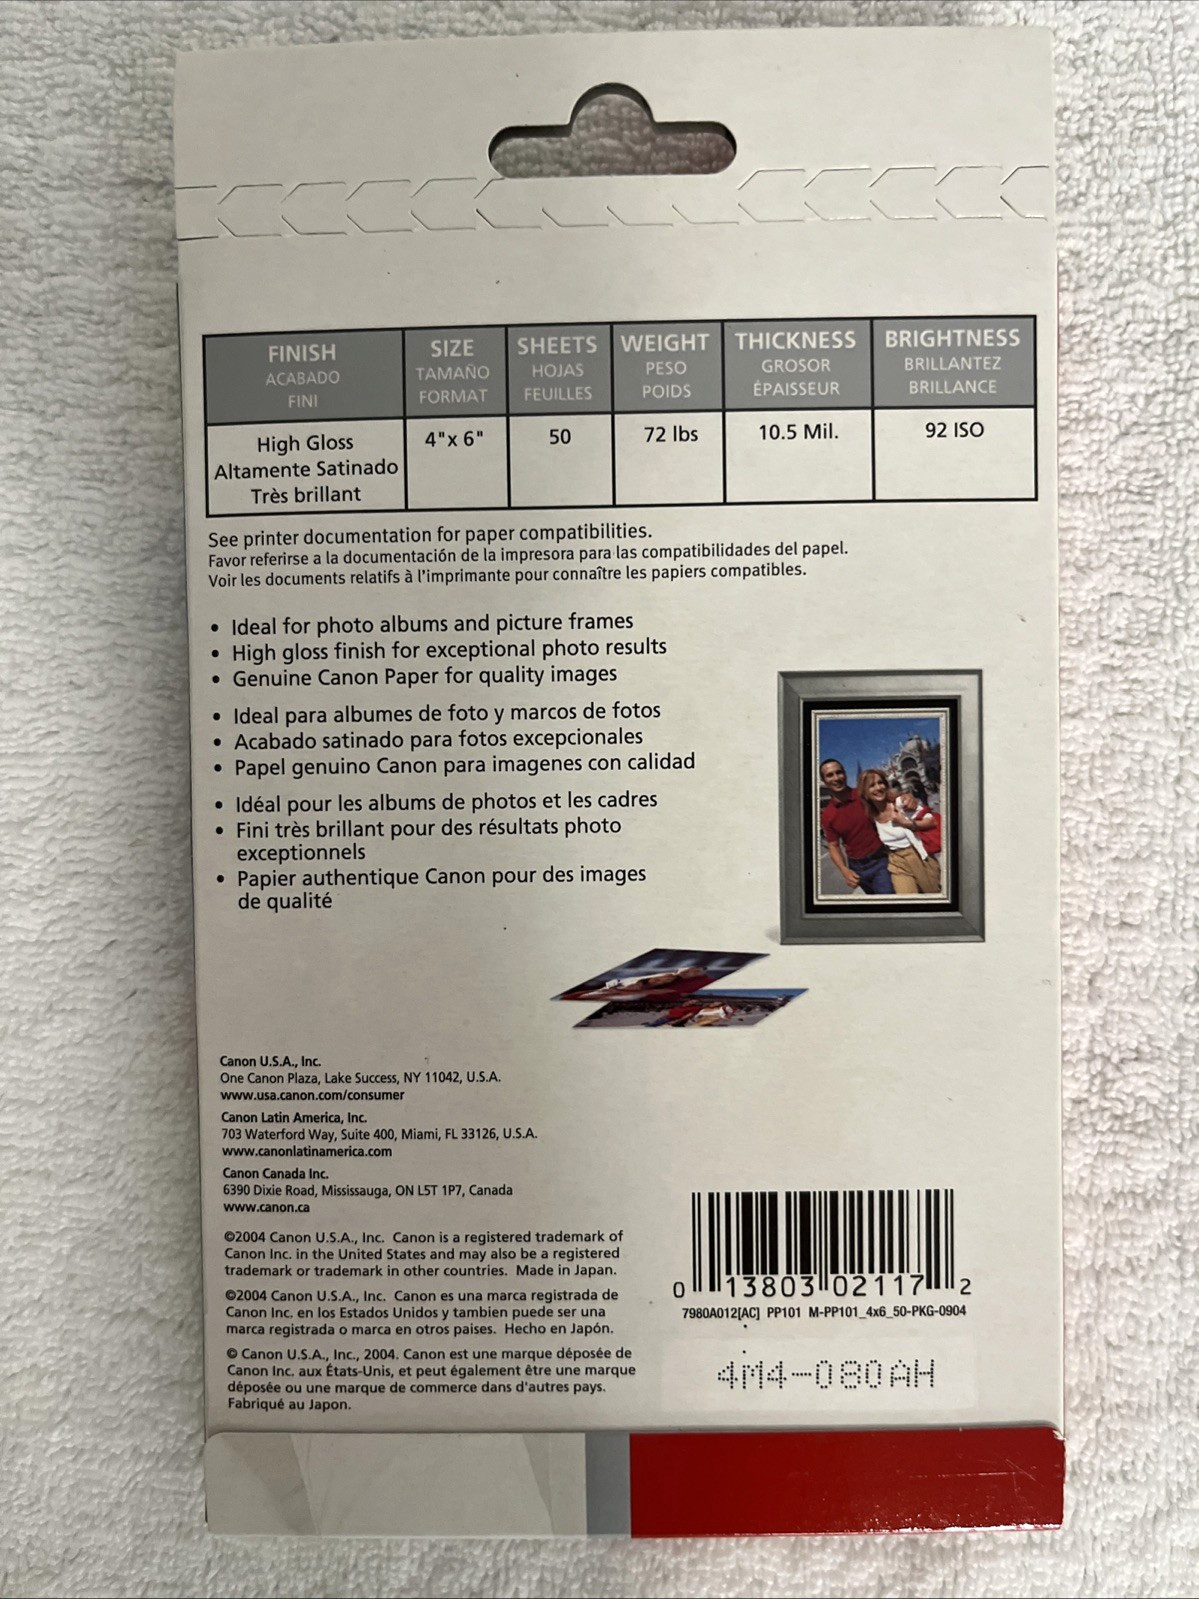 FINISH SIZE SHEETS WEIGHT THICKNESS BRIGHTNESS
ACABADO TAMAÑO HOJAS PESO GROSOR BRILLANTEZ
FINI FORMAT FEUILLES POIDS ÉPAISSEUR BRILLANCE
High Gloss 4"x 6" 50 72 lbs 10.5 Mil. 92 ISO
Altamente Satinado
Très brillant
See printer documentation for paper compatibilities.
Favor referirse a la documentación de la impresora para las compatibilidades del papel.
Voir les documents relatifs à l'imprimante pour connaître les papiers compatibles.
• Ideal for photo albums and picture frames
• High gloss finish for exceptional photo results
• Genuine Canon Paper for quality images
• Ideal para albumes de foto y marcos de fotos
• Acabado satinado para fotos excepcionales
• Papel genuino Canon para imagenes con calidad
• Idéal pour les albums de photos et les cadres
• Fini très brillant pour des résultats photo
exceptionnels
• Papier authentique Canon pour des images
de qualité
Canon U.S.A., Inc.
One Canon Plaza, Lake Success, NY 11042, U.S.A.
www.usa.canon.com/consumer
Canon Latin America, Inc.
703 Waterford Way, Suite 400, Miami, FL 33126, U.S.A.
www.canonlatinamerica.com
Canon Canada Inc.
6390 Dixie Road, Mississauga, ON L5T 1P7, Canada
www.canon.ca
©2004 Canon U.S.A., Inc. Canon is a registered trademark of
Canon Inc. in the United States and may also be a registered
trademark or trademark in other countries. Made in Japan.
©2004 Canon U.S.A., Inc. Canon es una marca registrada de
Canon Inc. en los Estados Unidos y tambien puede ser una
marca registrada o marca en otros paises. Hecho en Japón.
© Canon U.S.A., Inc., 2004. Canon est une marque déposée de
Canon Inc. aux États-Unis, et peut également être une marque
déposée ou une marque de commerce dans d'autres pays.
Fabriqué au Japon.
0 13803 02117 2
7980A012[AC] PP101 M-PP101_4x6_50-PKG-0904
4M4-080AH